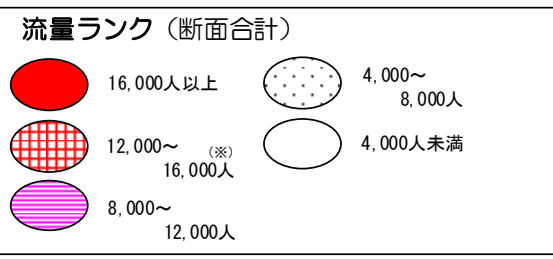 流量ランク（断面合計）
16,000人以上
12,000～（※）
16,000人
8,000～
12,000人
4,000～
8,000人
4,000人未満